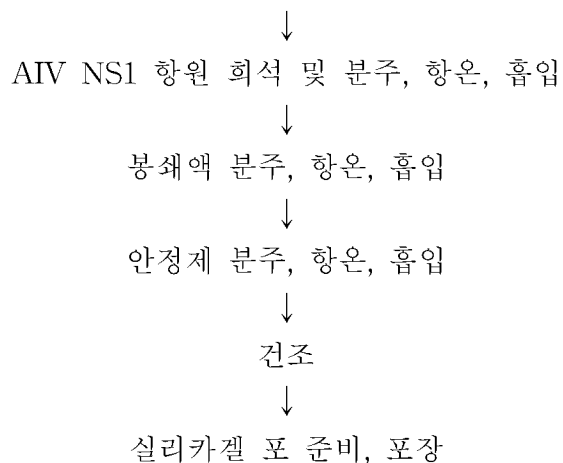 ↓
AIV NS1 항원 희석 및 분주, 항온, 흡입
↓
봉쇄액 분주, 항온, 흡입
↓
안정제 분주, 항온, 흡입
↓
건조
↓
실리카겔 포 준비, 포장